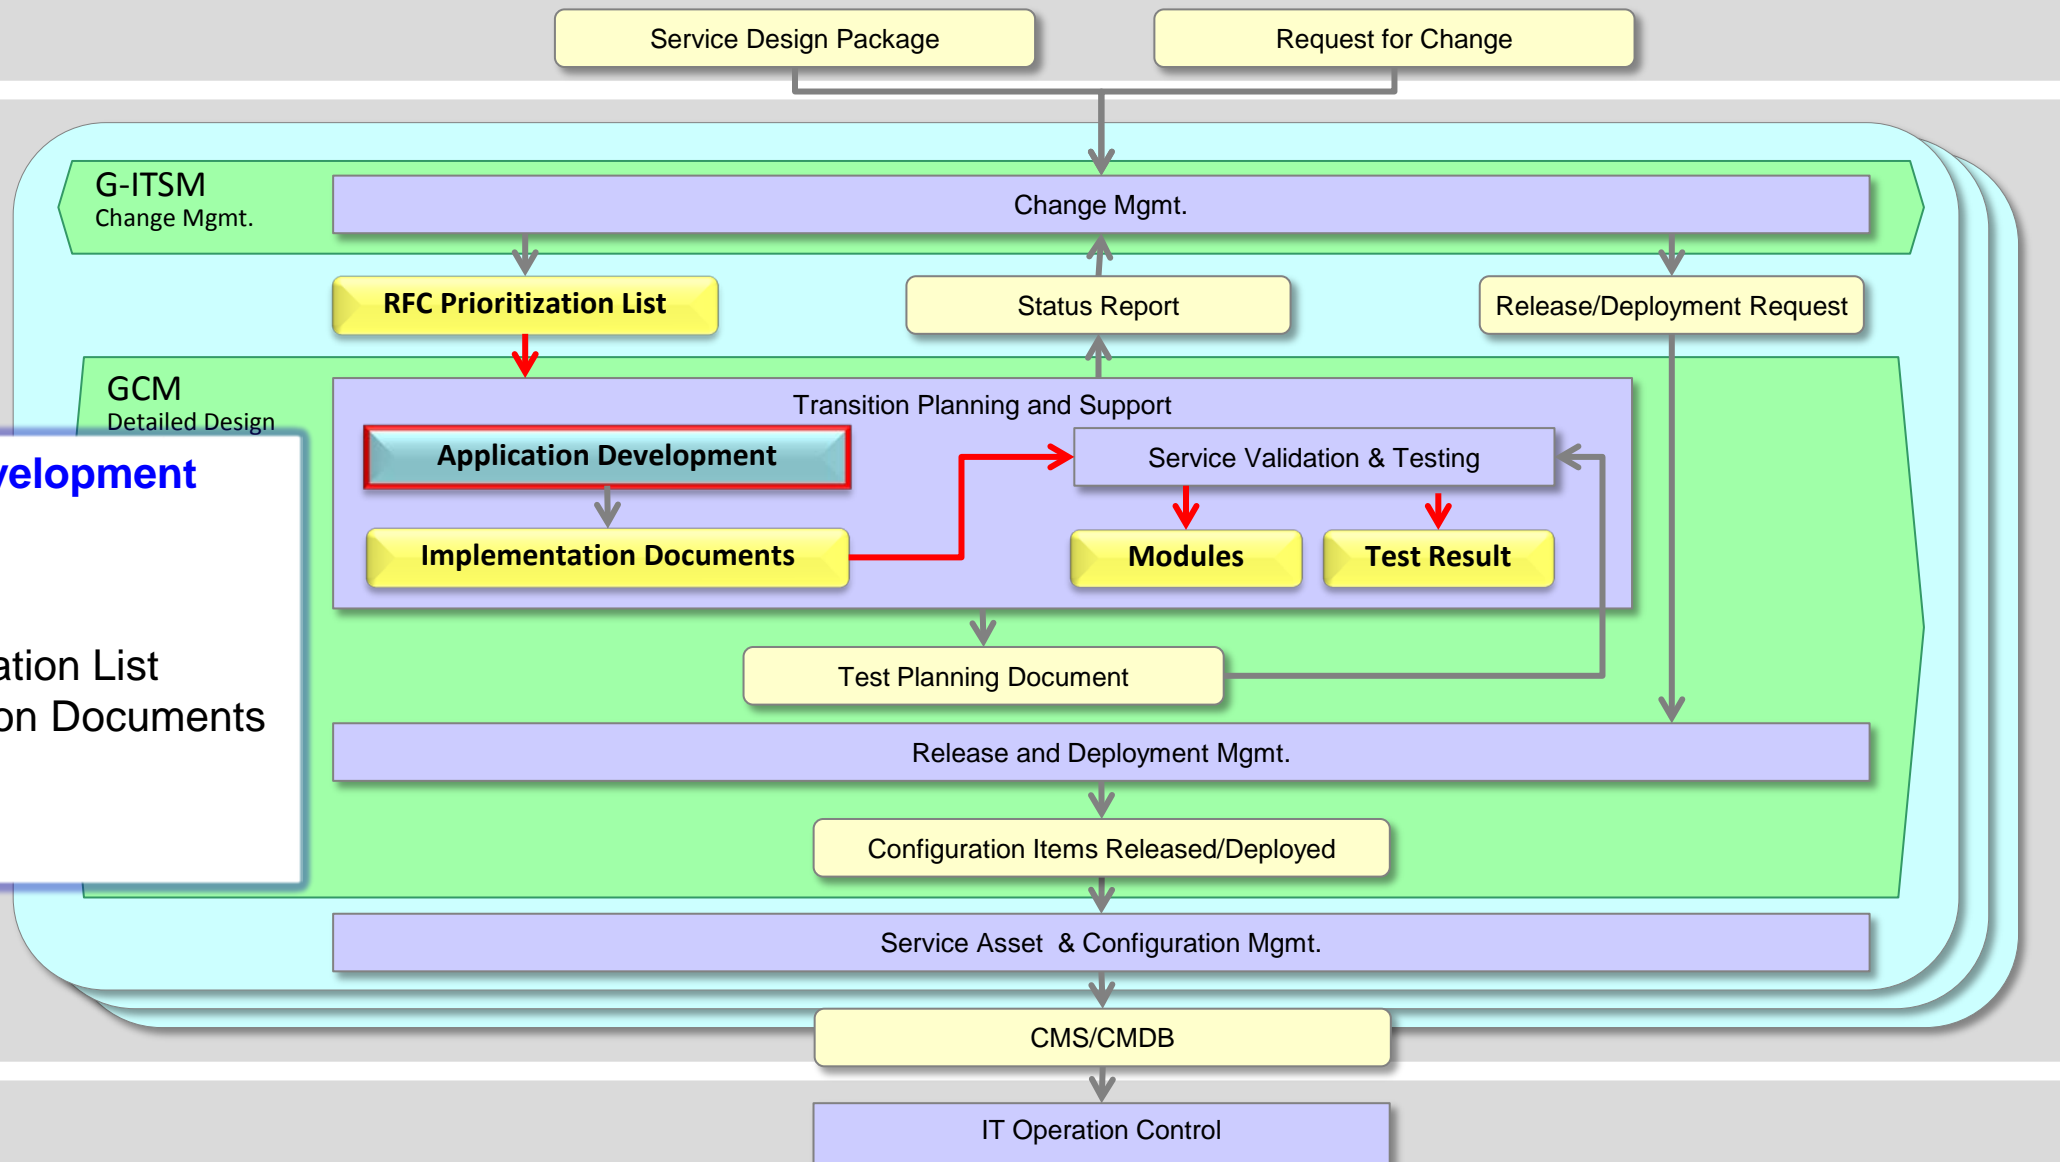 Service Design Package
Request for Change
G-ITSM
Change Mgmt.
Change Mgmt.
RFC Prioritization List
Status Report
Release/Deployment Request
GCM
Detailed Design
Transition Planning and Support
Application Development
Service Validation & Testing
Implementation Documents
Modules
Test Result
Test Planning Document
List
Documents
Release and Deployment Mgmt.
Configuration Items Released/Deployed
Service Asset & Configuration Mgmt.
CMS/CMDB
IT Operation Control